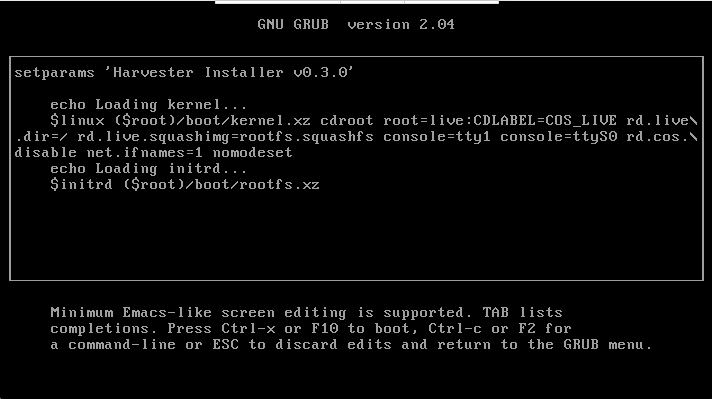 GNU GRUB  version 2.04
setparams 'Harvester Installer v0.3.0'
echo Loading kernel...
$linux ($root)/boot/kernel.xz cdroot root=live:CDLABEL=COS_LIVE rd.live\
.dir=/ rd.live.squashimg=rootfs.squashfs console=tty1 console=ttyS0 rd.cos.\
disable net.ifnames=1 nomodeset
echo Loading initrd...
$initrd ($root)/boot/rootfs.xz
Minimum Emacs-like screen editing is supported. TAB lists
completions. Press Ctrl-x or F10 to boot, Ctrl-c or F2 for
a command-line or ESC to discard edits and return to the GRUB menu.